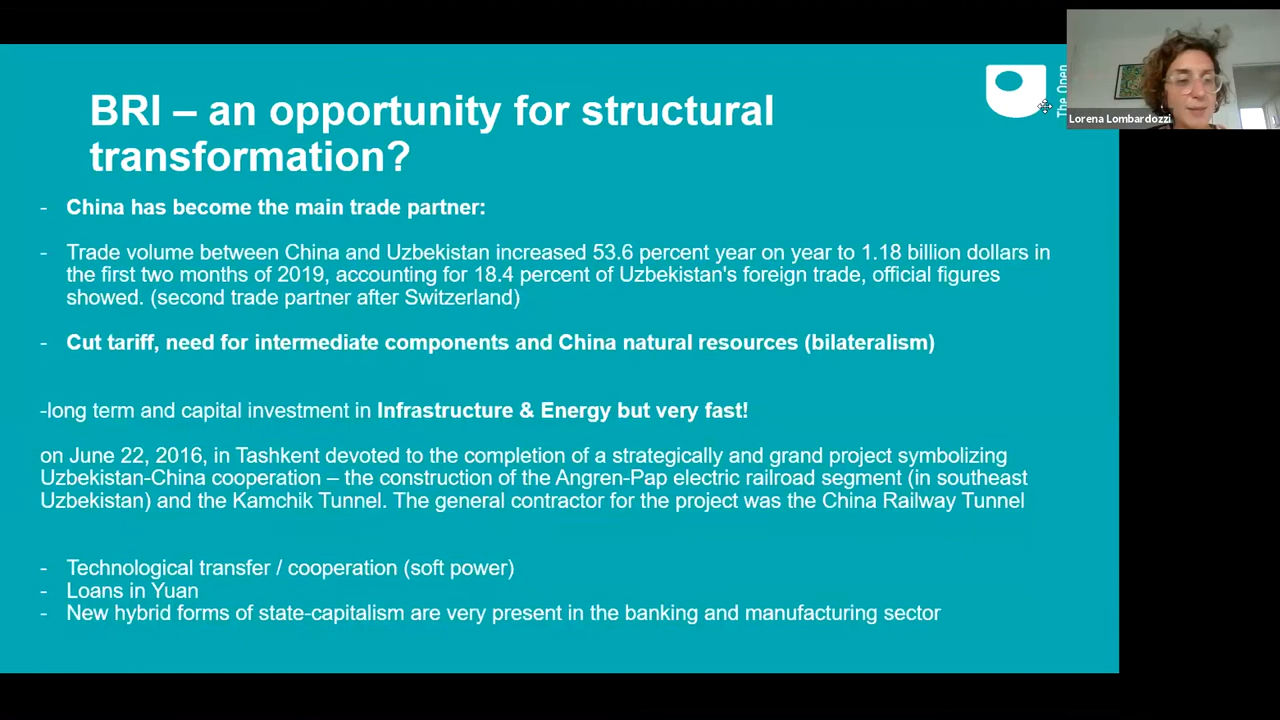 BRI – an opportunity for structural
transformation?
The Open
Lorena Lombardozzi
- China has become the main trade partner:
- Trade volume between China and Uzbekistan increased 53.6 percent year on year to 1.18 billion dollars in
the first two months of 2019, accounting for 18.4 percent of Uzbekistan's foreign trade, official figures
showed. (second trade partner after Switzerland)
- Cut tariff, need for intermediate components and China natural resources (bilateralism)
-long term and capital investment in Infrastructure & Energy but very fast!
on June 22, 2016, in Tashkent devoted to the completion of a strategically and grand project symbolizing
Uzbekistan-China cooperation – the construction of the Angren-Pap electric railroad segment (in southeast
Uzbekistan) and the Kamchik Tunnel. The general contractor for the project was the China Railway Tunnel
- Technological transfer / cooperation (soft power)
- Loans in Yuan
- New hybrid forms of state-capitalism are very present in the banking and manufacturing sector